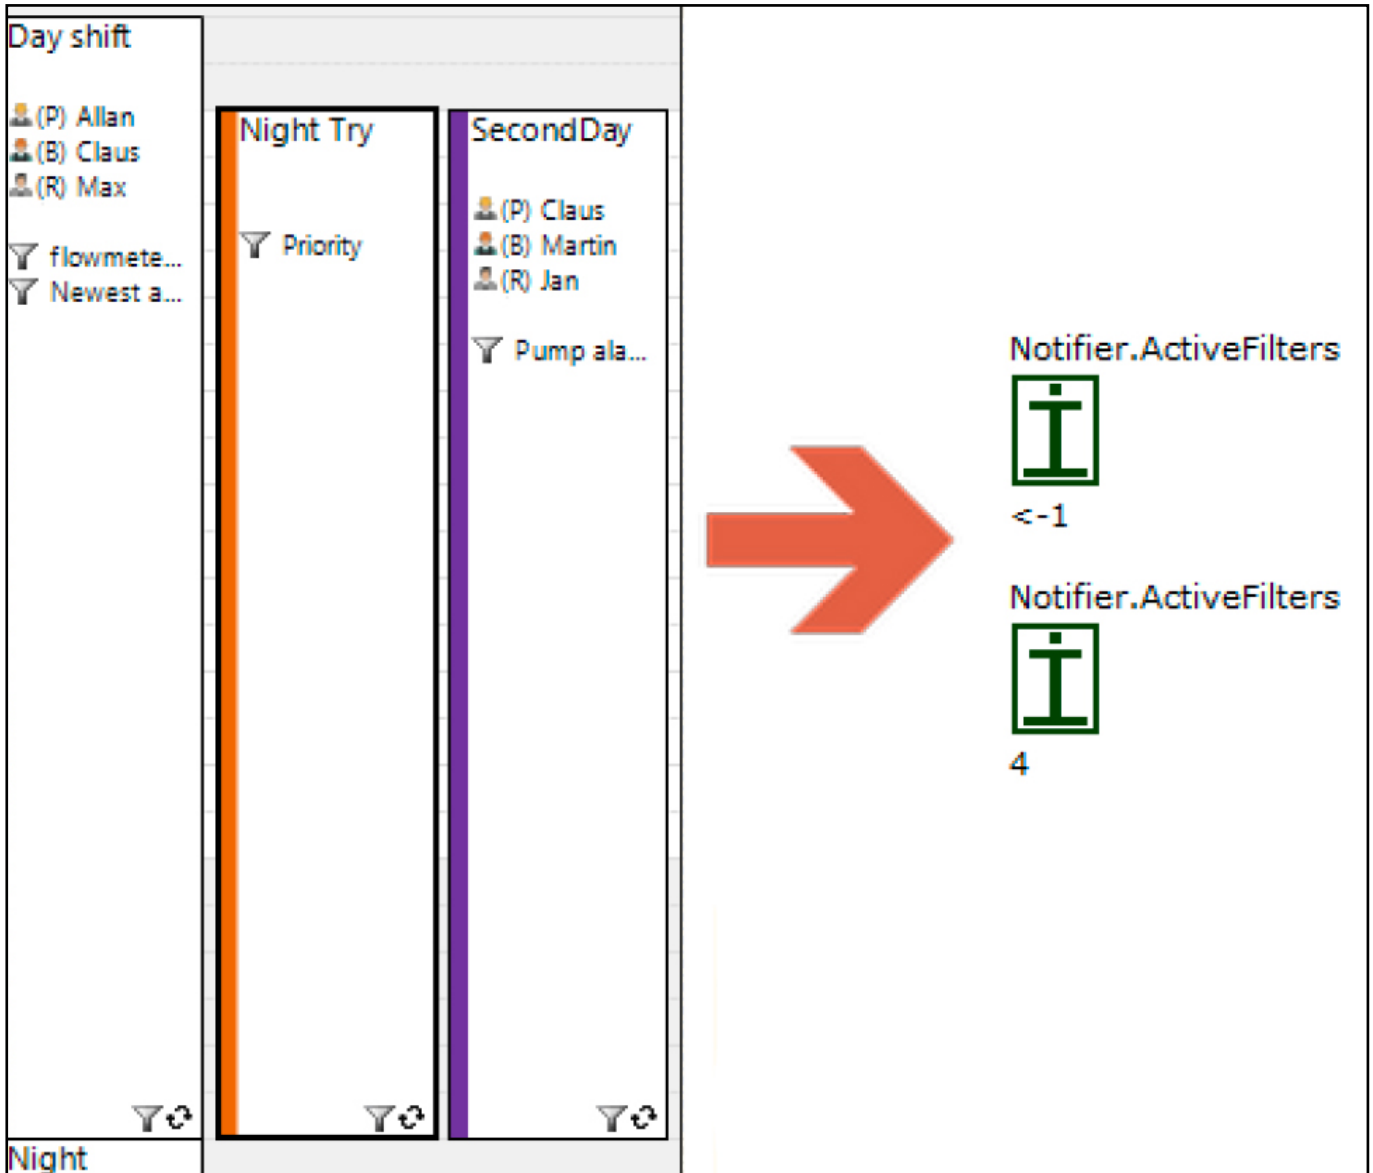 Day shift
(P) Allan
(B) Claus
(R) Max
flowmete...
Newest a...
Night
Night Try
Priority
SecondDay
(P) Claus
(B) Martin
(R) Jan
Pump ala...
Notifier.ActiveFilters
<-1
Notifier.ActiveFilters
4